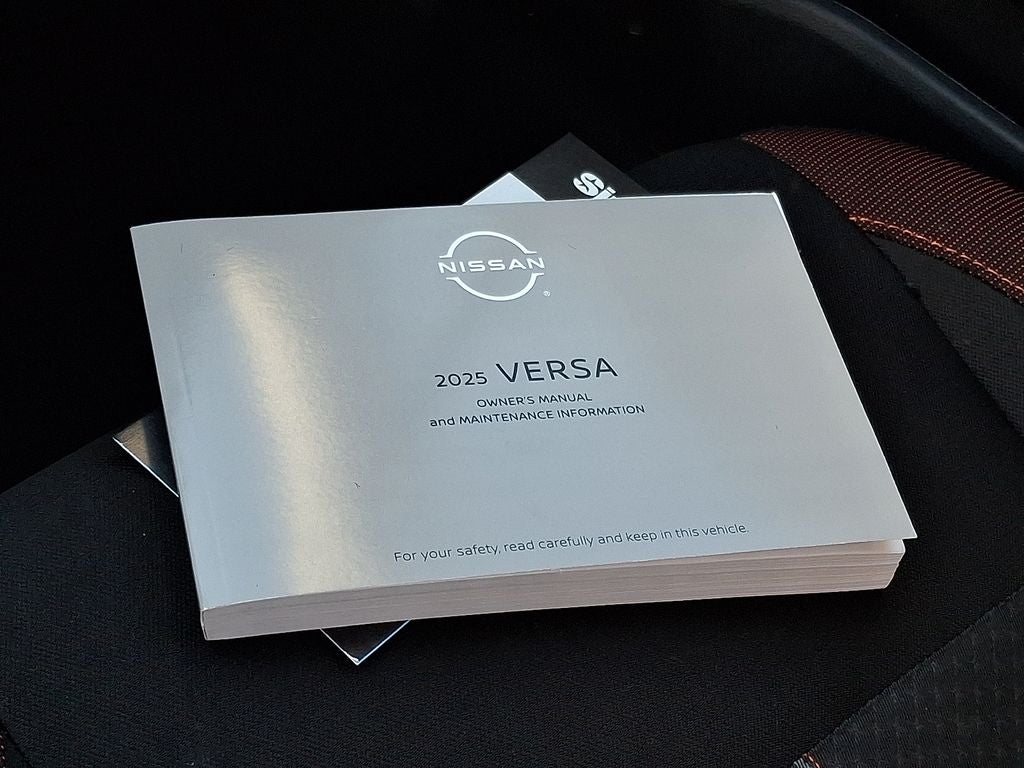 NISSAN
®
2025 VERSA
OWNER'S MANUAL
and MAINTENANCE INFORMATION
For your safety, read carefully and keep in this vehicle.